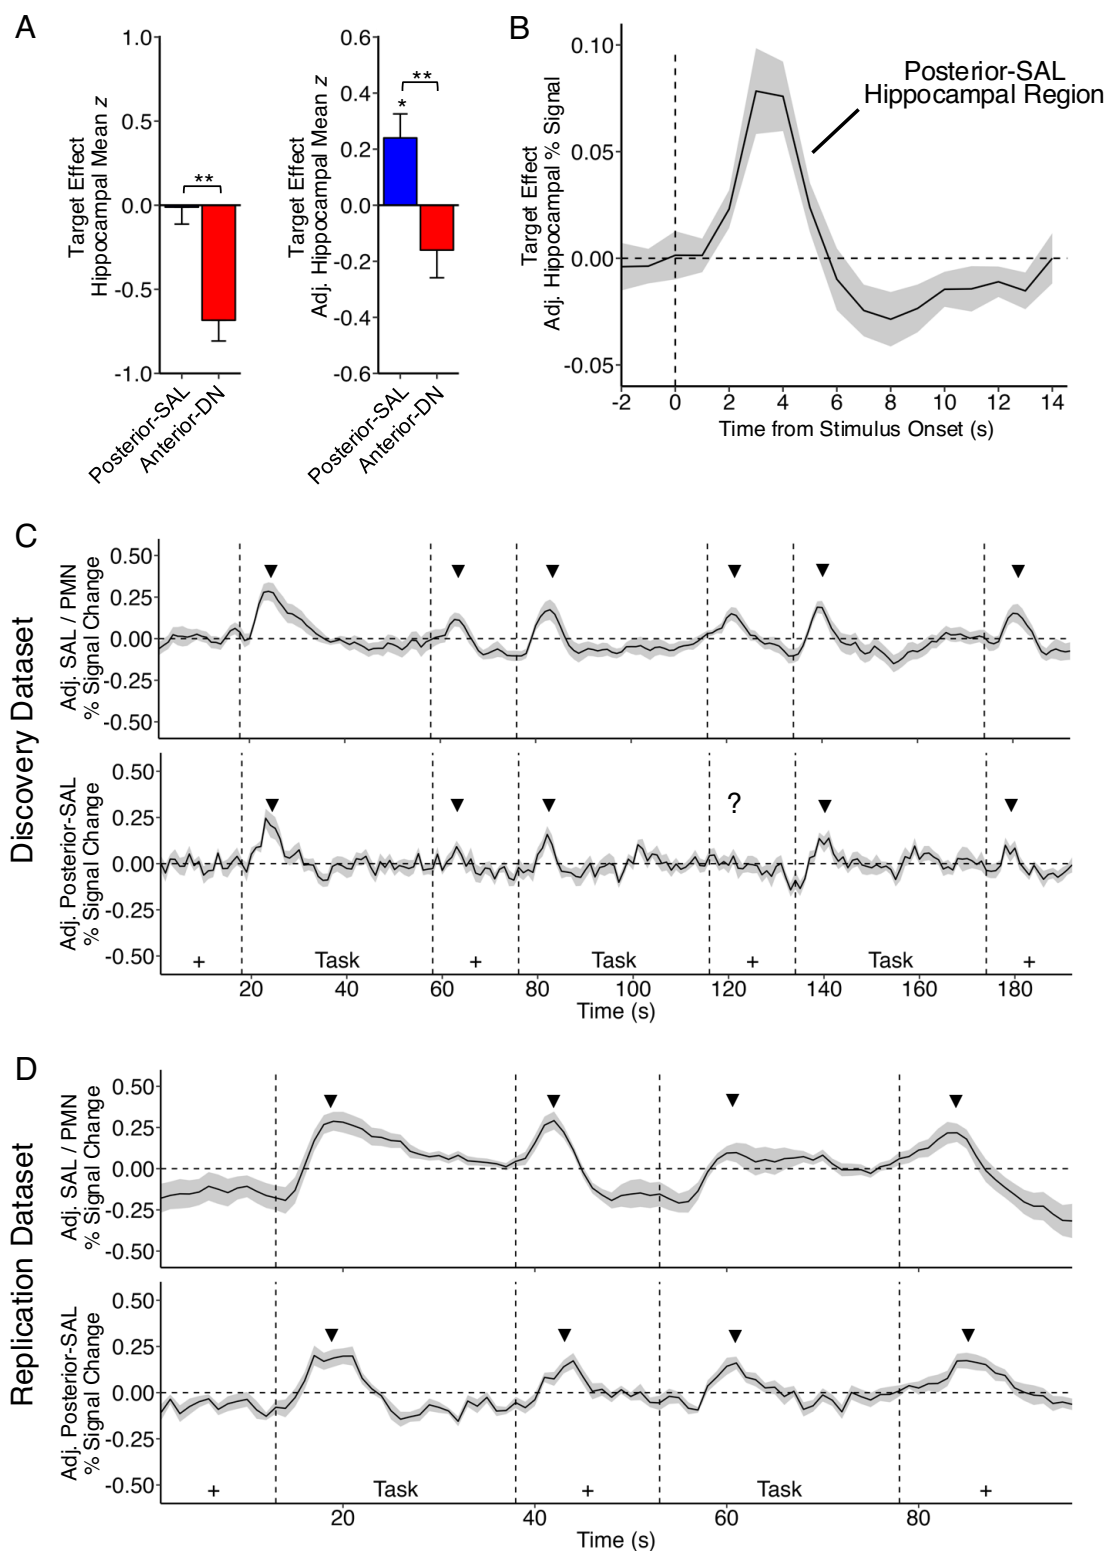 A
1.0
0.5
0.0
-0.5
-1.0
Target Effect
Hippocampal Mean z
**
Posterior-SAL
Anterior-DN
0.6
0.4
0.2
0.0
-0.2
-0.4
-0.6
Target Effect
Adj. Hippocampal Mean z
**
*
Posterior-SAL
Anterior-DN
B
0.10
0.05
0.00
-0.05
Target Effect
Adj. Hippocampal % Signal
Posterior-SAL
Hippocampal Region
-2 0 2 4 6 8 10 12 14
Time from Stimulus Onset (s)
C
Discovery Dataset
Adj. SAL / PMN
% Signal Change
0.50
0.25
0.00
-0.25
-0.50
Adj. Posterior-SAL
% Signal Change
0.50
0.25
0.00
-0.25
-0.50
?
+ Task + Task + Task +
20 40 60 80 100 120 140 160 180
Time (s)
D
Replication Dataset
Adj. SAL / PMN
% Signal Change
0.50
0.25
0.00
-0.25
-0.50
Adj. Posterior-SAL
% Signal Change
0.50
0.25
0.00
-0.25
-0.50
+ Task + Task +
20 40 60 80
Time (s)